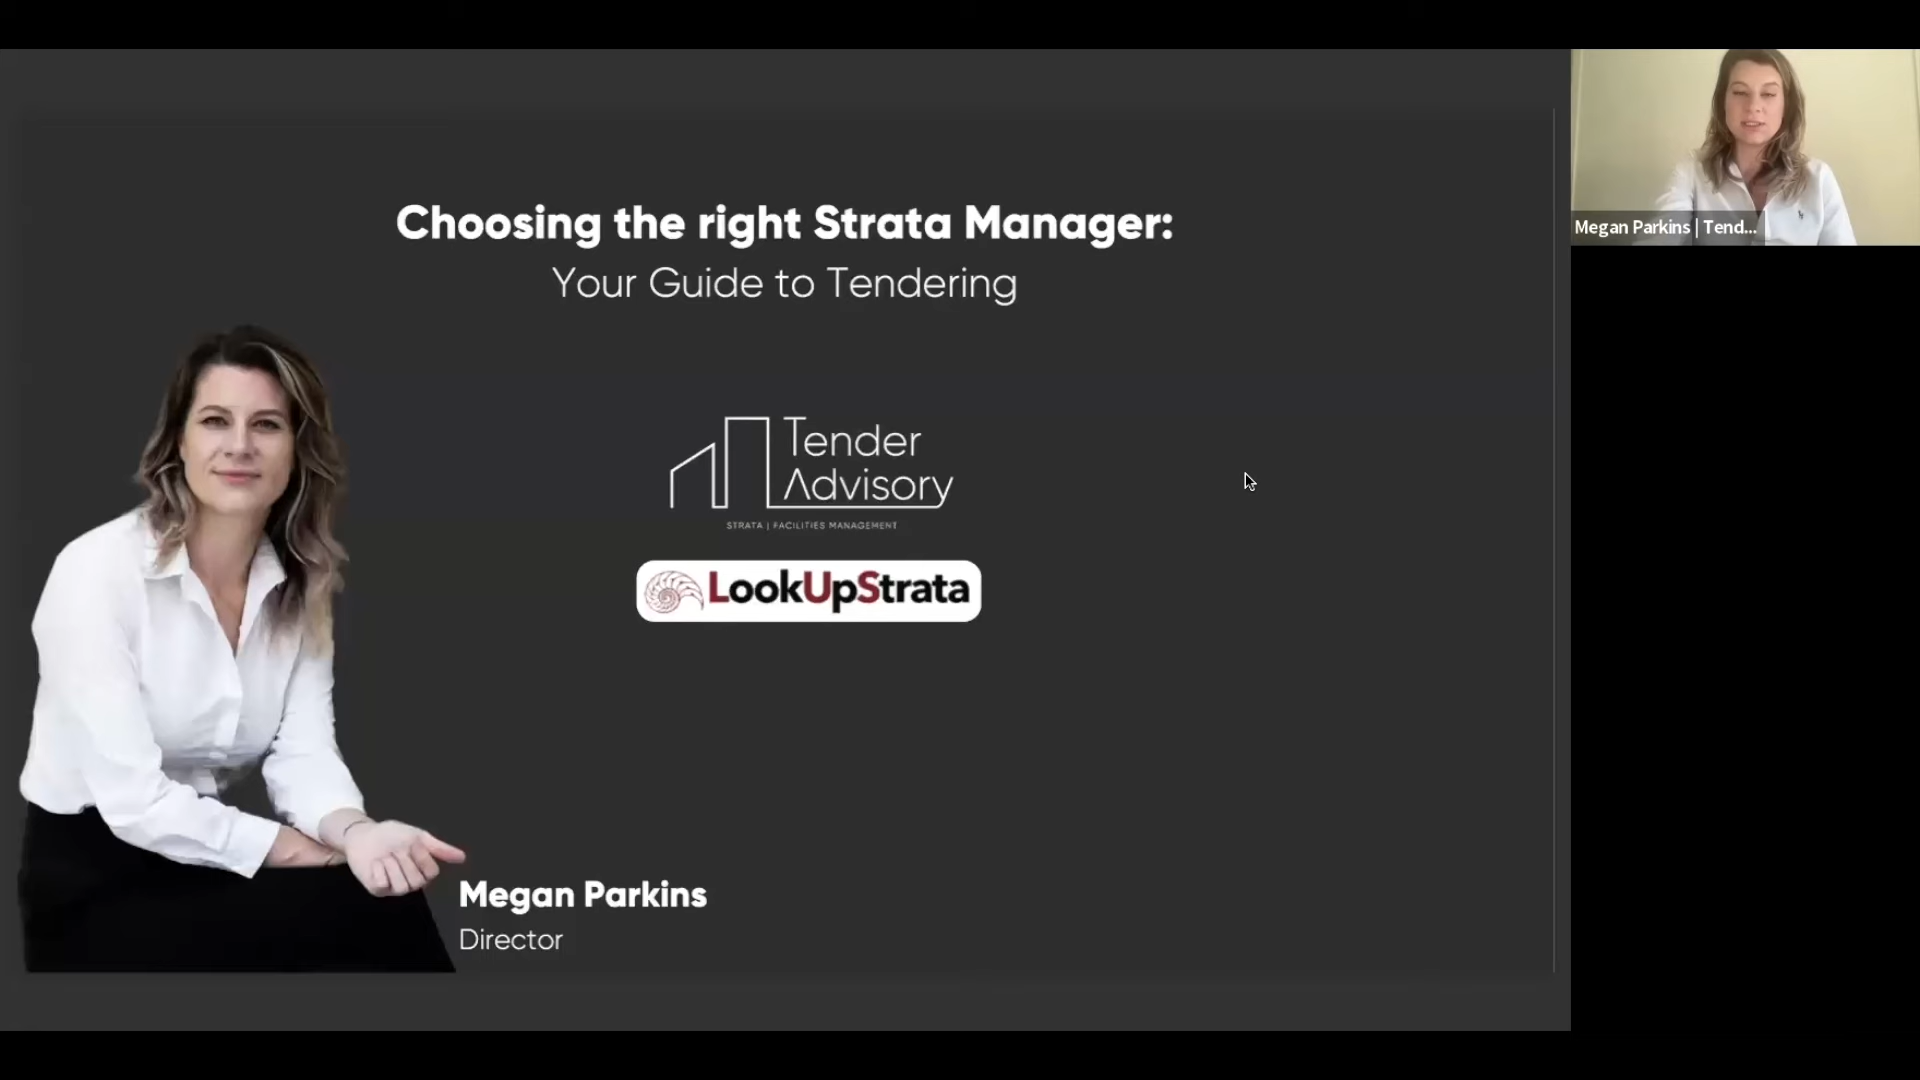 Choosing the right Strata Manager:
Your Guide to Tendering
Tender
Advisory
STRATA | FACILITIES MANAGEMENT
LookUpStrata
Megan Parkins
Director
Megan Parkins | Tend...